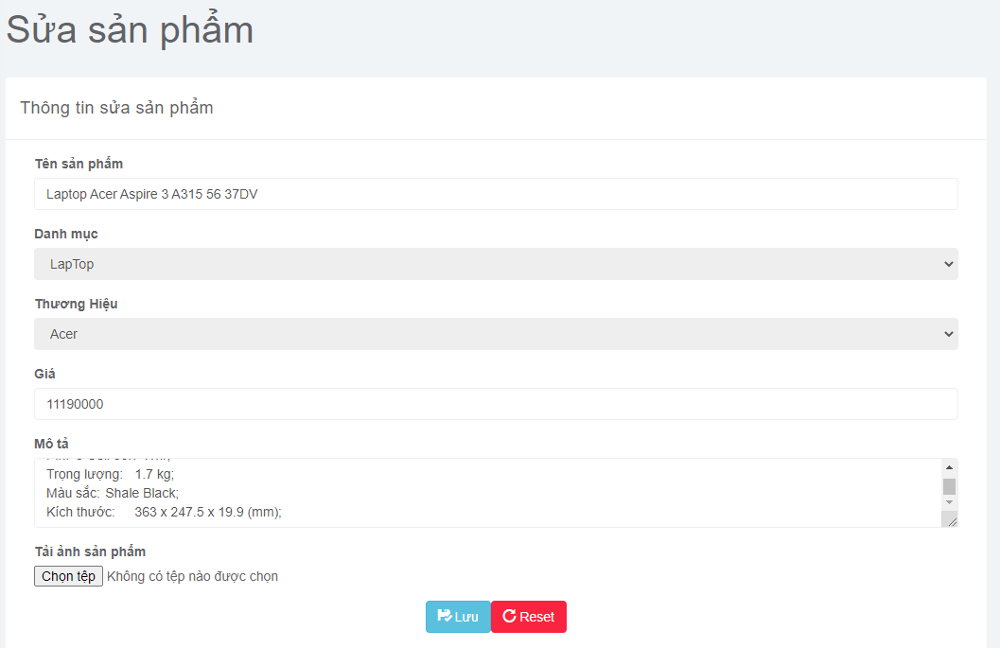 Sửa sản phẩm
Thông tin sửa sản phẩm
Tên sản phẩm
Laptop Acer Aspire 3 A315 56 37DV
Danh mục
LapTop
Thương Hiệu
Acer
Giá
11190000
Mô tả
Trọng lượng: 1.7 kg;
Màu sắc: Shale Black;
Kích thước: 363 x 247.5 x 19.9 (mm);
Tải ảnh sản phẩm
Chọn tệp Không có tệp nào được chọn
Lưu Reset